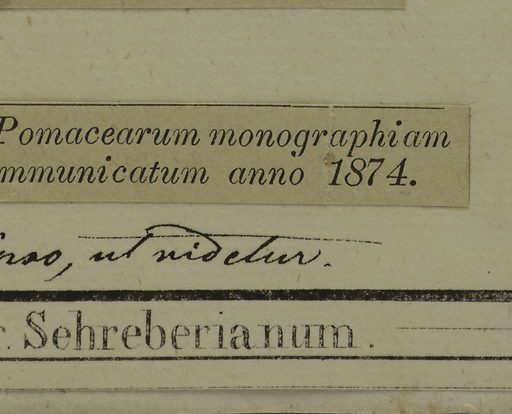 Pomacearum monographiam
mmunicatum anno 1874.
ut videtur.
Sehreberianum.